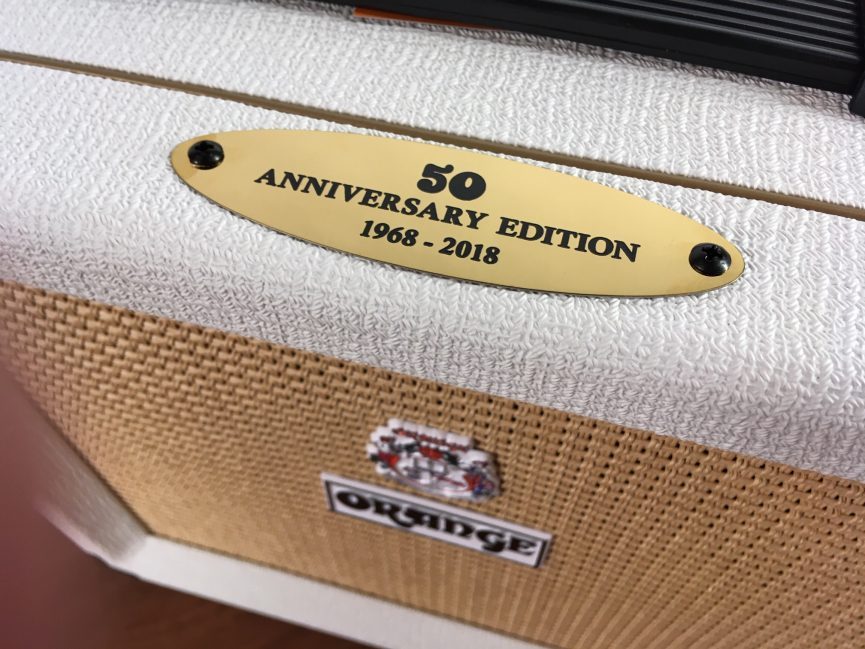 50
ANNIVERSARY EDITION
1968 - 2018
ORANGE